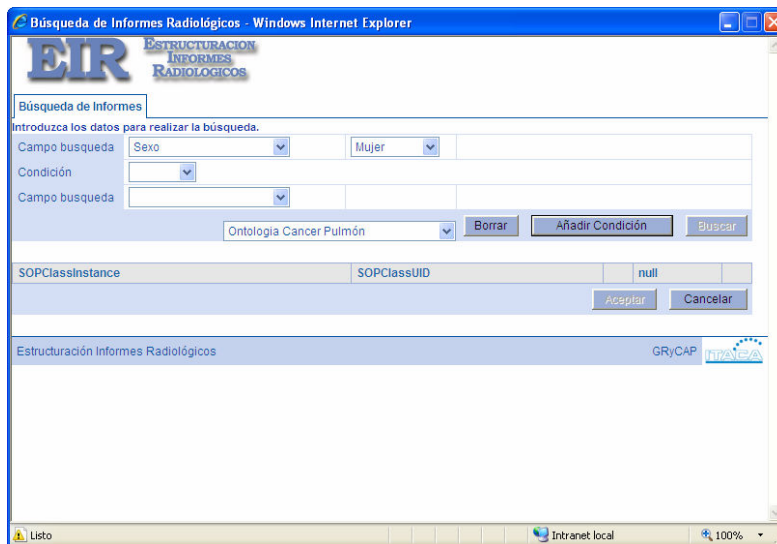 Búsqueda de Informes Radiológicos - Windows Internet Explorer
EIR ESTRUCTURACION
INFORMES
RADIOLOGICOS
Búsqueda de Informes
Introduzca los datos para realizar la búsqueda.
Campo busqueda Sexo Mujer
Condición
Campo busqueda
Ontologia Cancer Pulmón Borrar Añadir Condición Buscar
SOPClassInstance SOPClassUID null
Aceptar Cancelar
Estructuración Informes Radiológicos GRyCAP ITACA
Listo Intranet local 100%